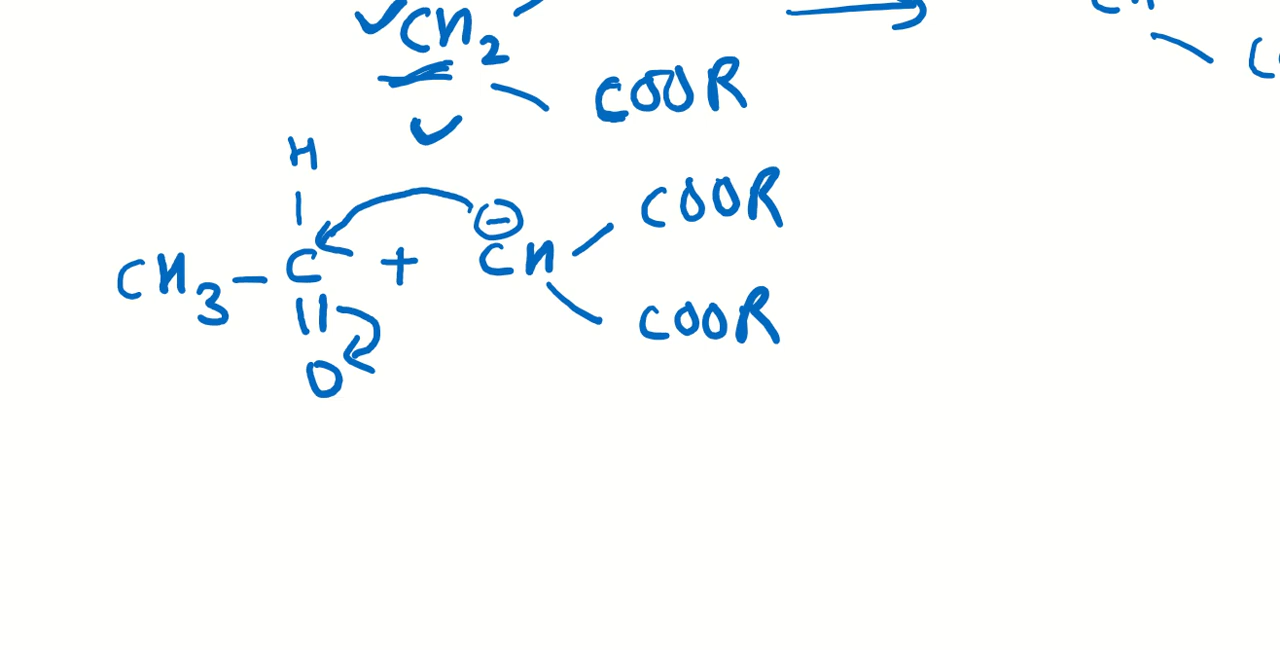 CH2
COOR
H
COOR
CH3 – C + ⊖CH
COOR
O